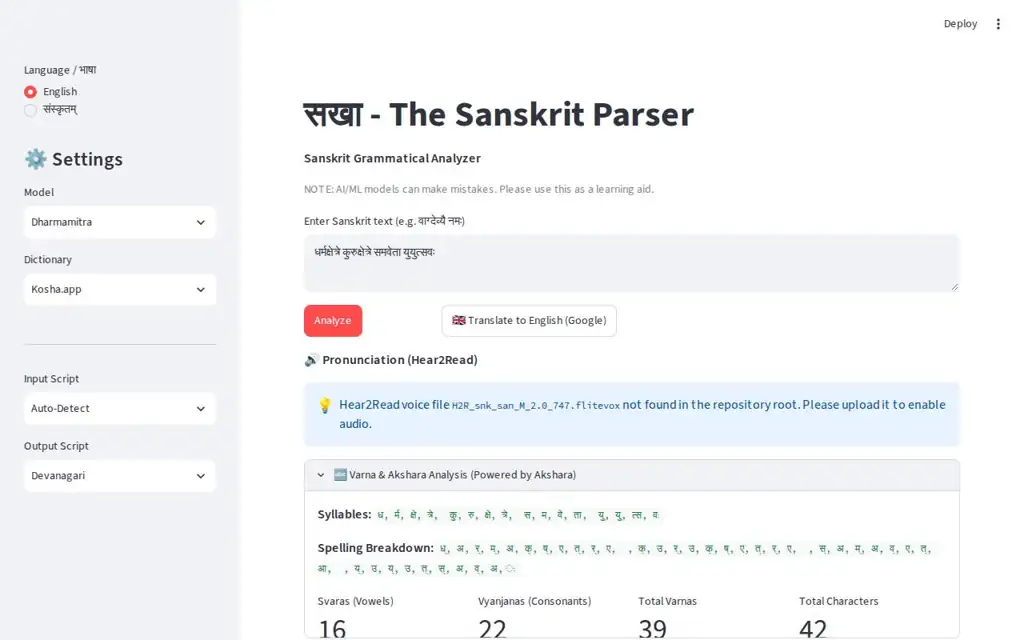 Deploy
Language / भाषा
English
संस्कृतम्
Settings
Model
Dharmamitra
Dictionary
Kosha.app
Input Script
Auto-Detect
Output Script
Devanagari
सखा - The Sanskrit Parser
Sanskrit Grammatical Analyzer
NOTE: AI/ML models can make mistakes. Please use this as a learning aid.
Enter Sanskrit text (e.g. वाग्देव्यै नमः)
धर्मक्षेत्रे कुरुक्षेत्रे समवेता युयुत्सवः
Analyze
Translate to English (Google)
Pronunciation (Hear2Read)
Hear2Read voice file H2R_snk_san_M_2.0_747.flitevox not found in the repository root. Please upload it to enable
audio.
Varna & Akshara Analysis (Powered by Akshara)
Syllables: ध, र्म, क्षे, त्रे, कु, रु, क्षे, त्रे, स, म, वे, ता, यु, यु, त्स, वः
Spelling Breakdown: ध्, अ, र्, म्, अ, क्, ष्, ए, त्, र्, ए, , क्, उ, र्, उ, क्, ष्, ए, त्, र्, ए, , स्, अ, म्, अ, व्, ए, त्,
आ, , य्, उ, य्, उ, त्, स्, अ, व्, अ, ः
Svaras (Vowels) Vyanjanas (Consonants) Total Varnas Total Characters
16 22 39 42